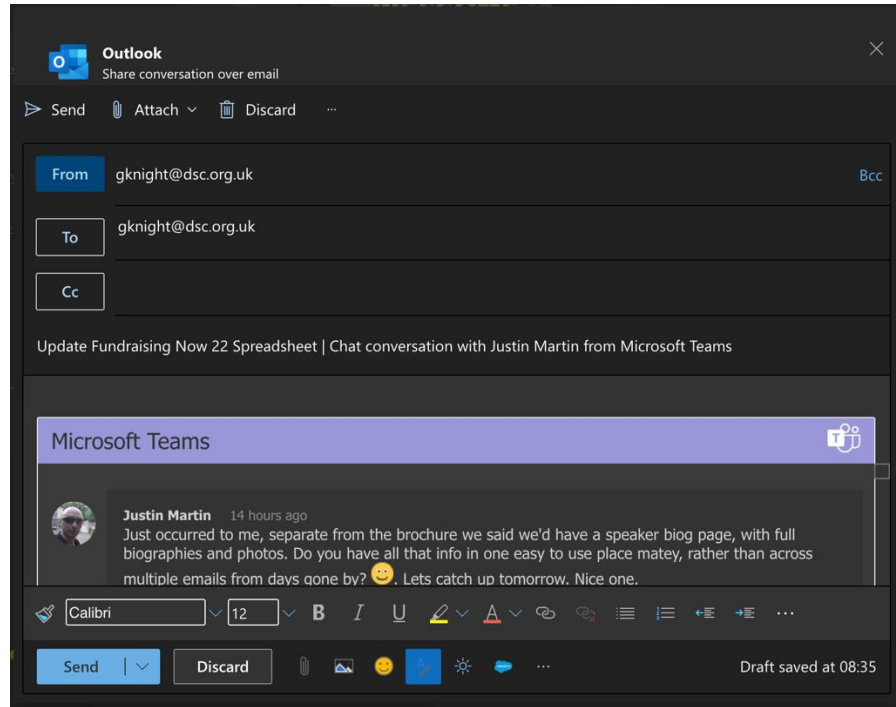 Outlook
Share conversation over email
Send Attach Discard ...
From gknight@dsc.org.uk Bcc
To gknight@dsc.org.uk
Cc
Update Fundraising Now 22 Spreadsheet | Chat conversation with Justin Martin from Microsoft Teams
Microsoft Teams
Justin Martin 14 hours ago
Just occurred to me, separate from the brochure we said we'd have a speaker biog page, with full
biographies and photos. Do you have all that info in one easy to use place matey, rather than across
multiple emails from days gone by? 🙂. Lets catch up tomorrow. Nice one.
Calibri 12 B I U A ...
Send Discard ... Draft saved at 08:35